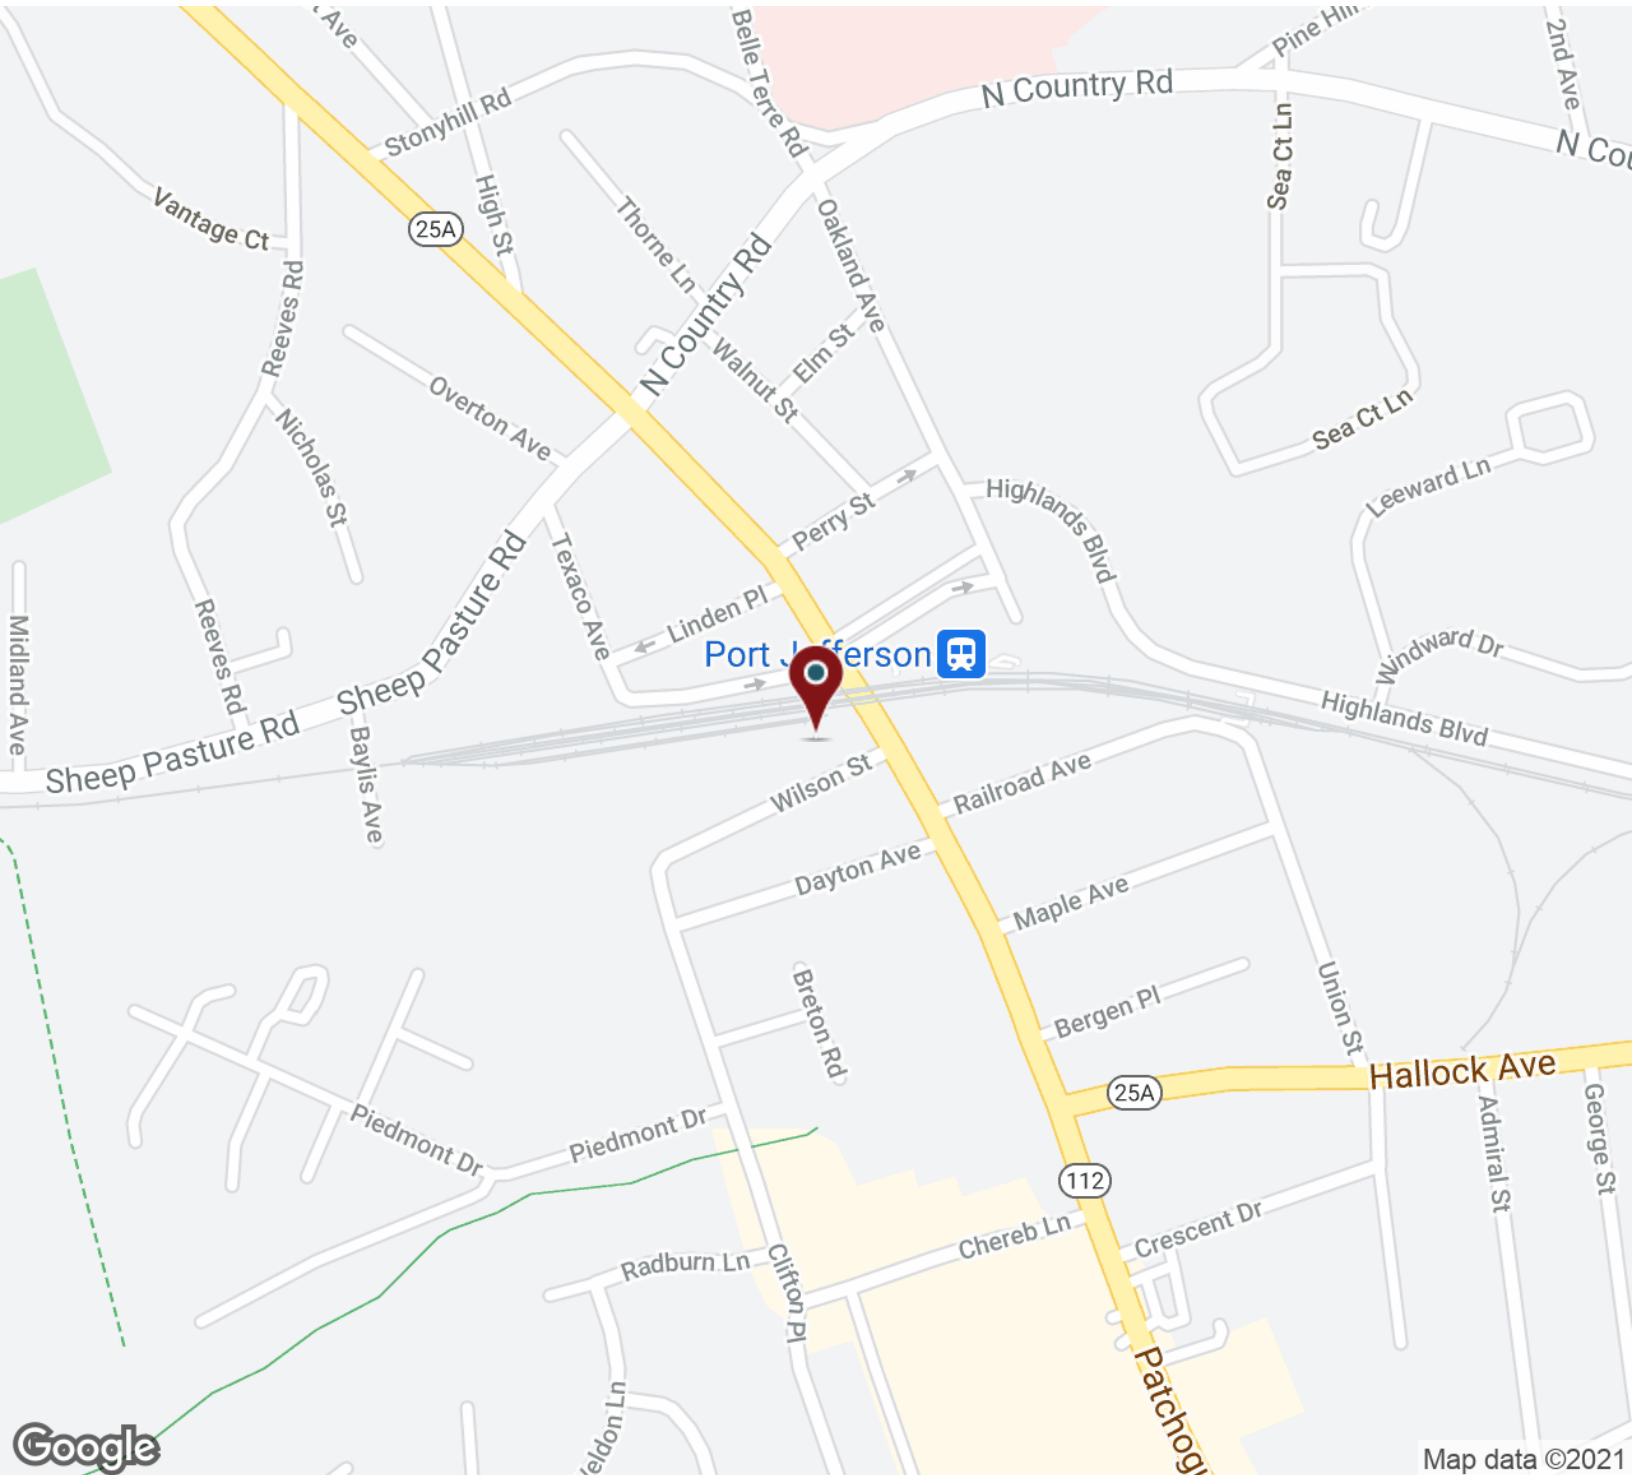 Ave
Belle Terre Rd
Pine Hill
2nd Ave
N Country Rd
Stonyhill Rd
N Cou
Sea Ct Ln
High St
Vantage Ct
25A
Thorne Ln
Oakland Ave
N Country Rd
Reeves Rd
Elm St
Walnut St
Overton Ave
Sea Ct Ln
Nicholas St
Leeward Ln
Highlands Blvd
Perry St
Texaco Ave
Sheep Pasture Rd
Linden Pl
Port Jefferson
Windward Dr
Midland Ave
Reeves Rd
Highlands Blvd
Sheep Pasture Rd
Baylis Ave
Wilson St
Railroad Ave
Dayton Ave
Maple Ave
Breton Rd
Bergen Pl
Union St
Hallock Ave
25A
Piedmont Dr
Piedmont Dr
Admiral St
George St
112
Crescent Dr
Chereb Ln
Radburn Ln
Clifton Pl
Patchogu
eldon Ln
Google
Map data ©2021